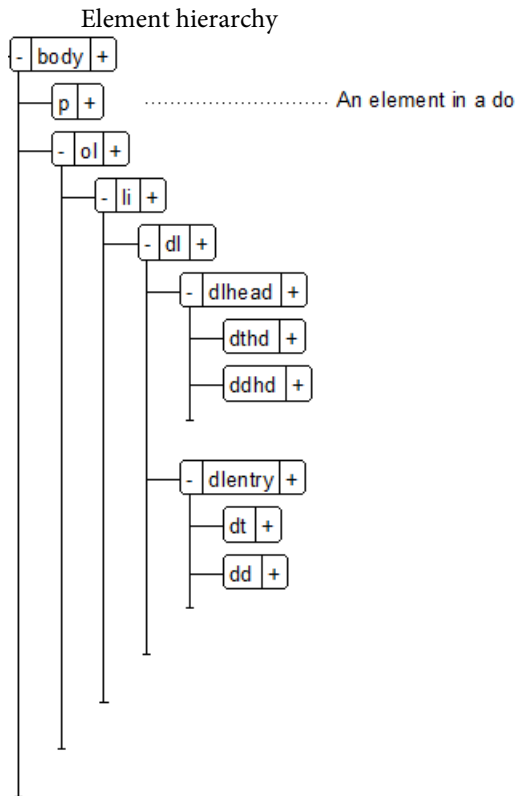 Element hierarchy
- body +
p + An element in a do
- ol +
- li +
- dl +
- dlhead +
dthd +
ddhd +
- dlentry +
dt +
dd +